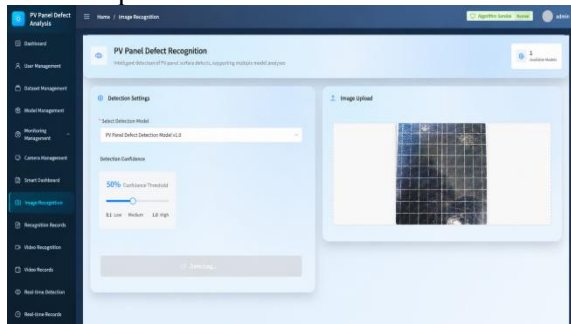 PV Panel Defect
Analysis
Home / Image Recognition
Algorithm Service
admin
Dashboard
User Management
Dataset Management
Model Management
Monitoring
Management
Camera Management
Smart Dashboard
Image Recognition
Recognition Records
Video Recognition
Video Records
Real-time Detection
Real-time Records
PV Panel Defect Recognition
Intelligent detection of PV panel surface defects, supporting multiple model analyses
1
Available Models
Detection Settings
* Select Detection Model
PV Panel Defect Detection Model v1.0
Detection Confidence
50% Confidence Threshold
0.1 Low Medium 1.0 High
Detecting...
Image Upload